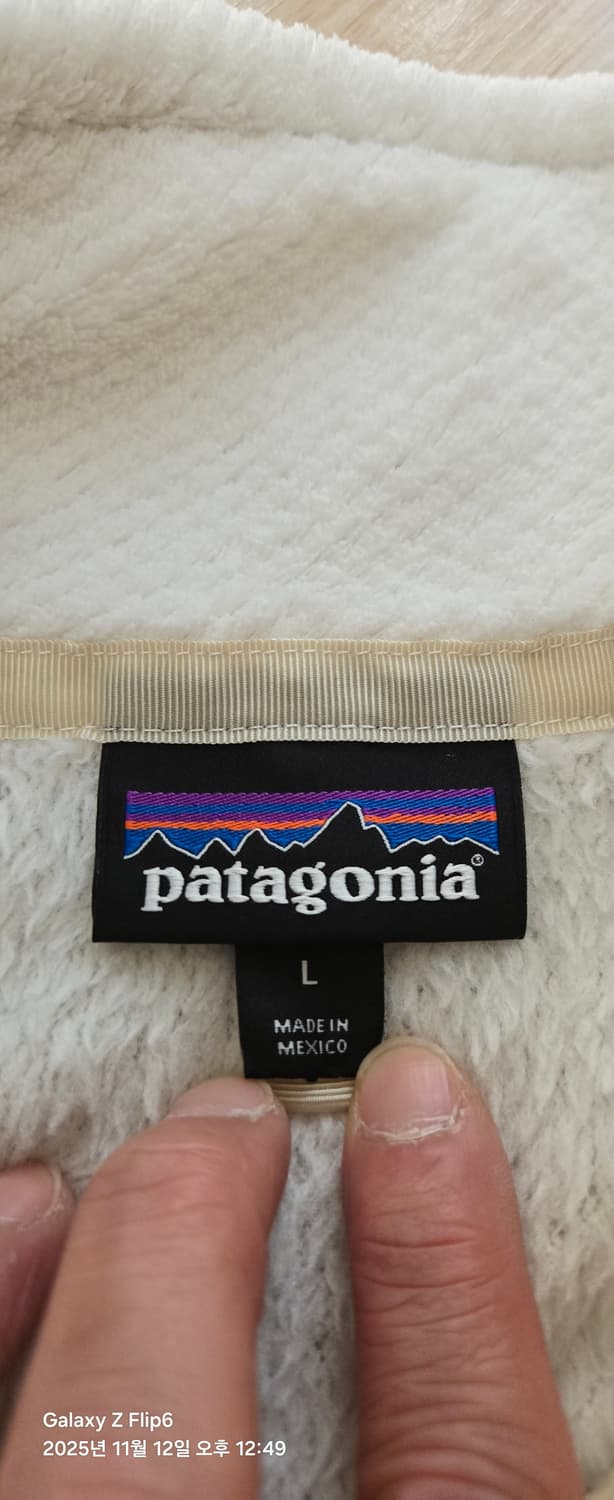 patagonia®
L
MADE IN
MEXICO
Galaxy Z Flip6
2025년 11월 12일 오후 12:49